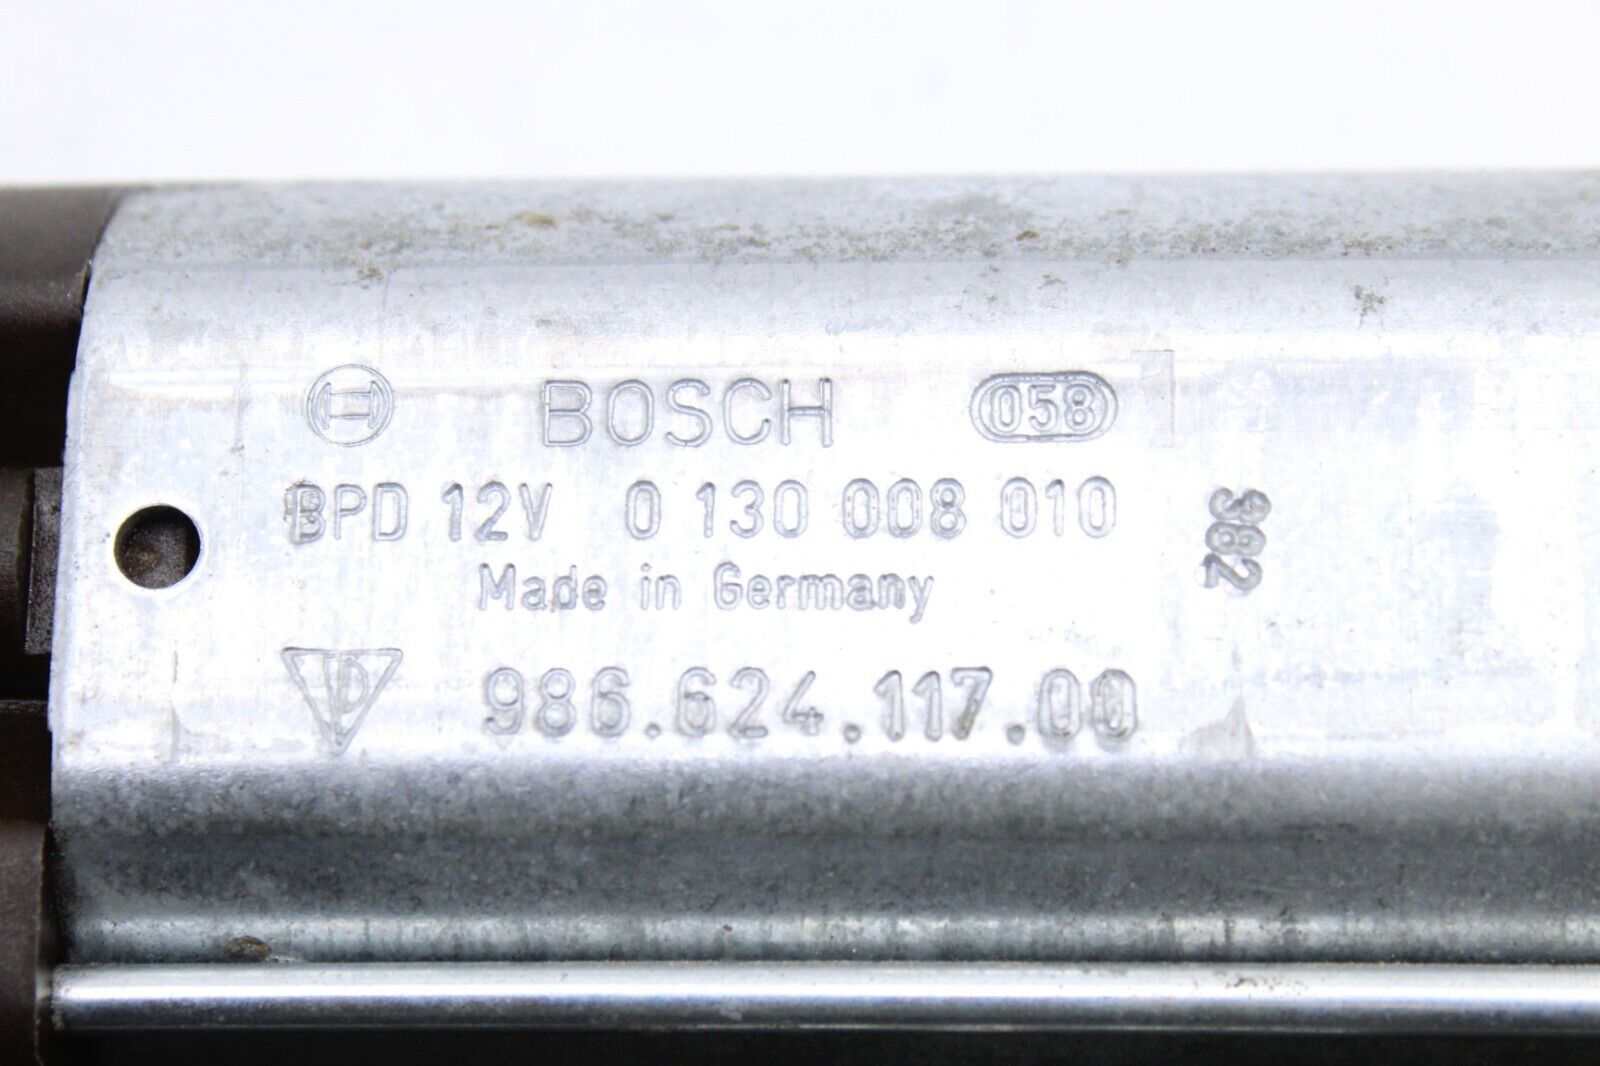 BOSCH 058
BPD 12V 0 130 008 010
Made in Germany
986.624.117.00
382